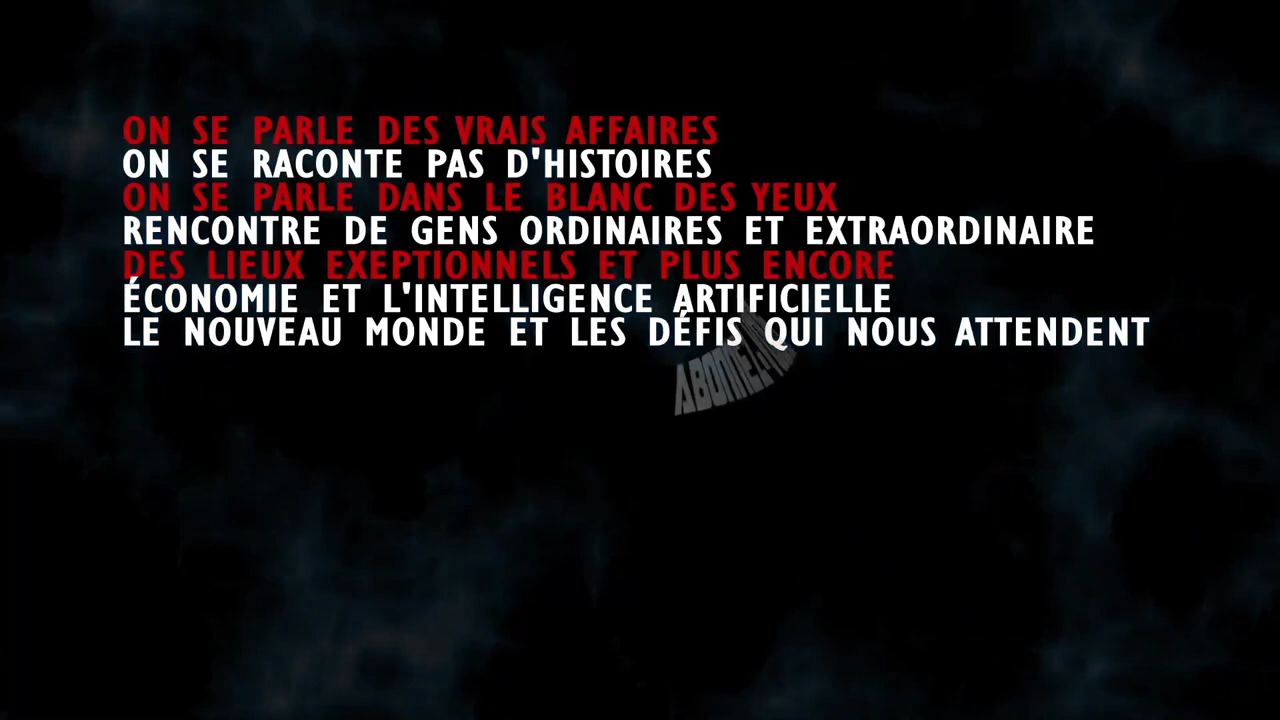 ON SE PARLE DES VRAIS AFFAIRES
ON SE RACONTE PAS D'HISTOIRES
ON SE PARLE DANS LE BLANC DES YEUX
RENCONTRE DE GENS ORDINAIRES ET EXTRAORDINAIRE
DES LIEUX EXEPTIONNELS ET PLUS ENCORE
ÉCONOMIE ET L'INTELLIGENCE ARTIFICIELLE
LE NOUVEAU MONDE ET LES DÉFIS QUI NOUS ATTENDENT
ABONNEZ